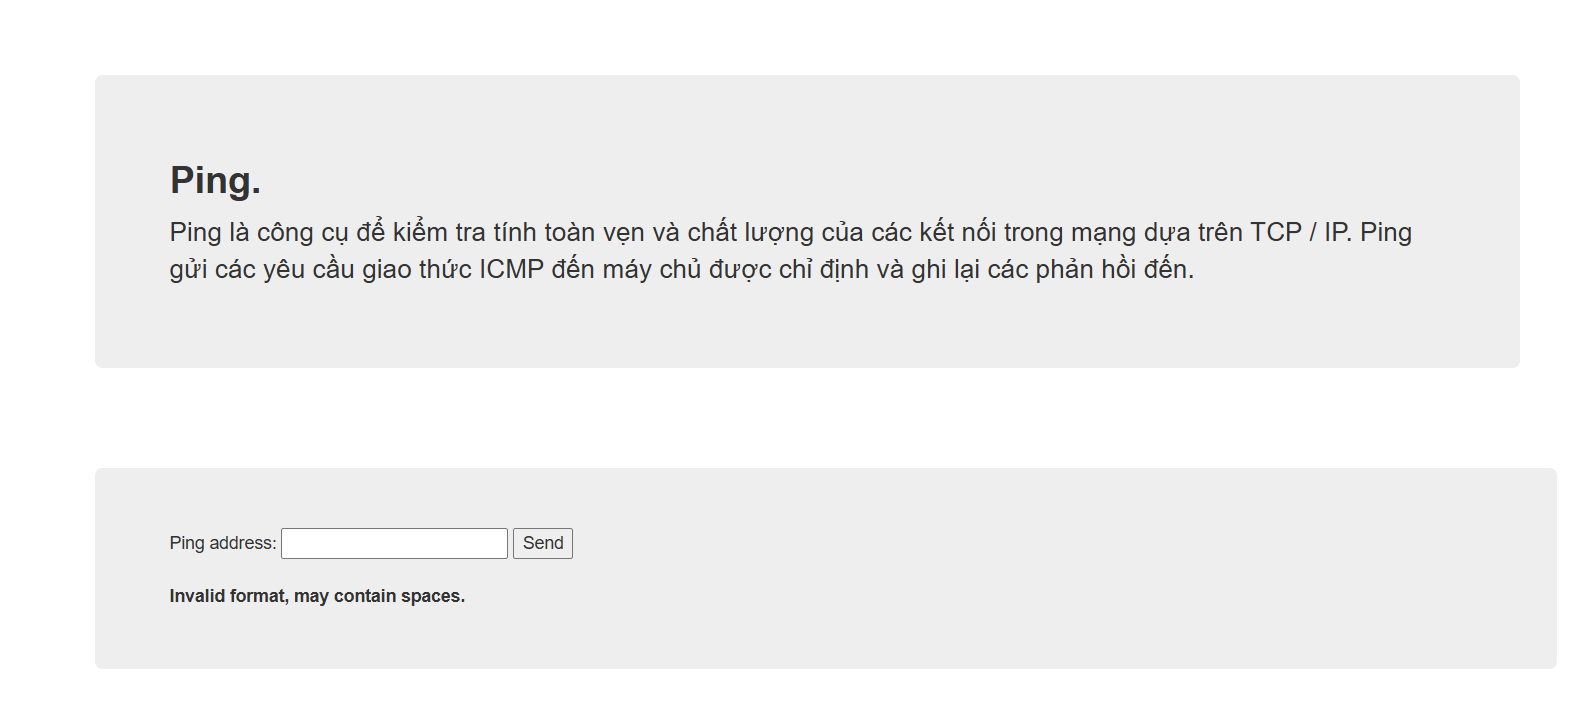 Ping.
Ping là công cụ để kiểm tra tính toàn vẹn và chất lượng của các kết nối trong mạng dựa trên TCP / IP. Ping
gửi các yêu cầu giao thức ICMP đến máy chủ được chỉ định và ghi lại các phản hồi đến.
Ping address: Send
Invalid format, may contain spaces.